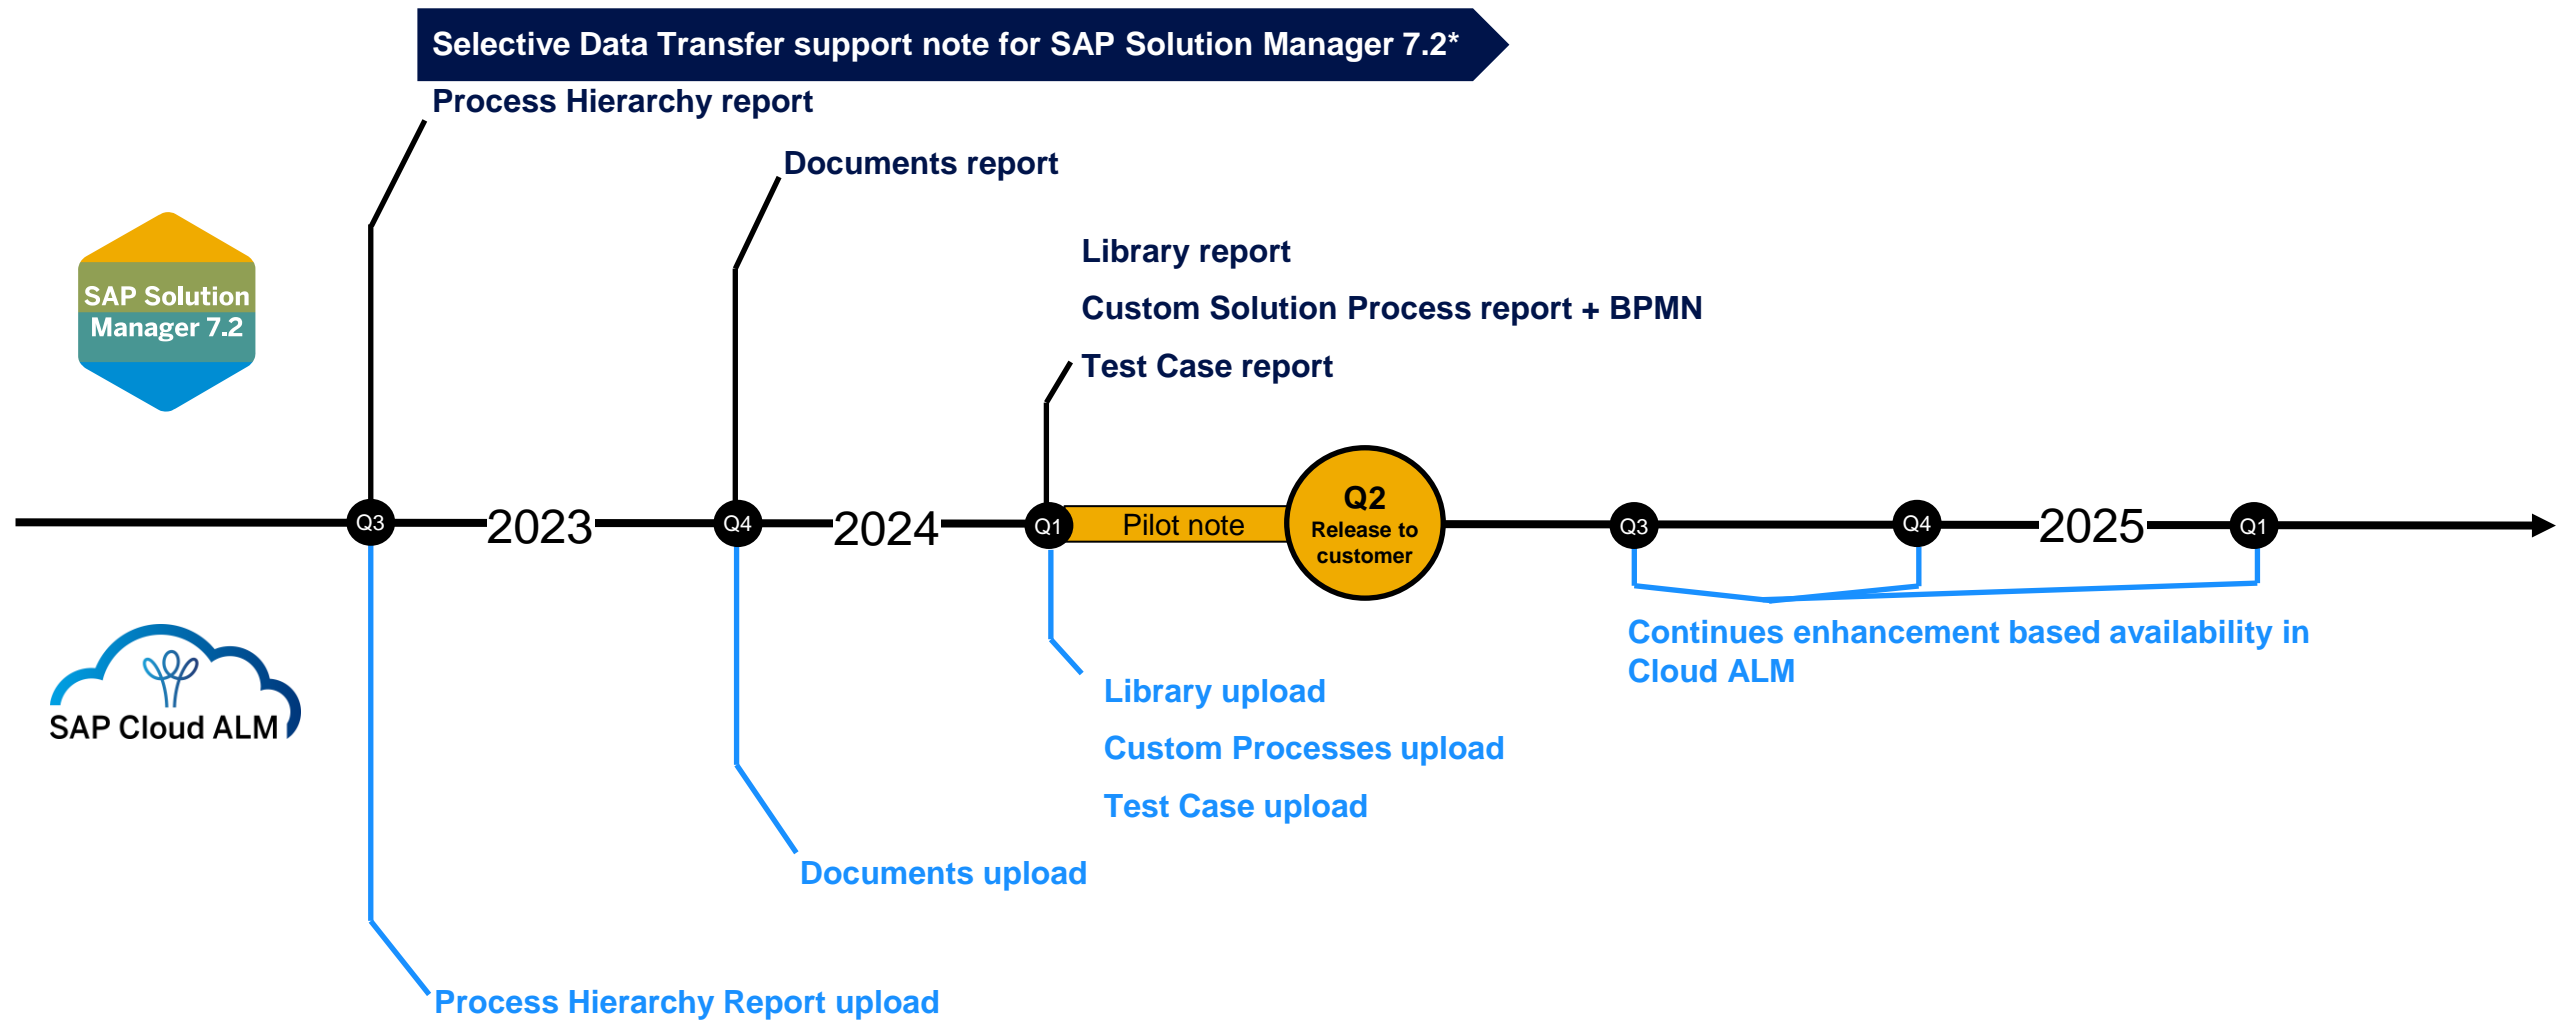 Selective Data Transfer support note for SAP Solution Manager 7.2*
Process Hierarchy report
Documents report
Library report
Custom Solution Process report + BPMN
Test Case report
SAP Solution
Manager 7.2
Q3
2023
Q4
2024
Q1
Pilot note
Q2
Release to
customer
Q3
Q4
2025
Q1
Continues enhancement based availability in
Cloud ALM
SAP Cloud ALM
Library upload
Custom Processes upload
Test Case upload
Documents upload
Process Hierarchy Report upload